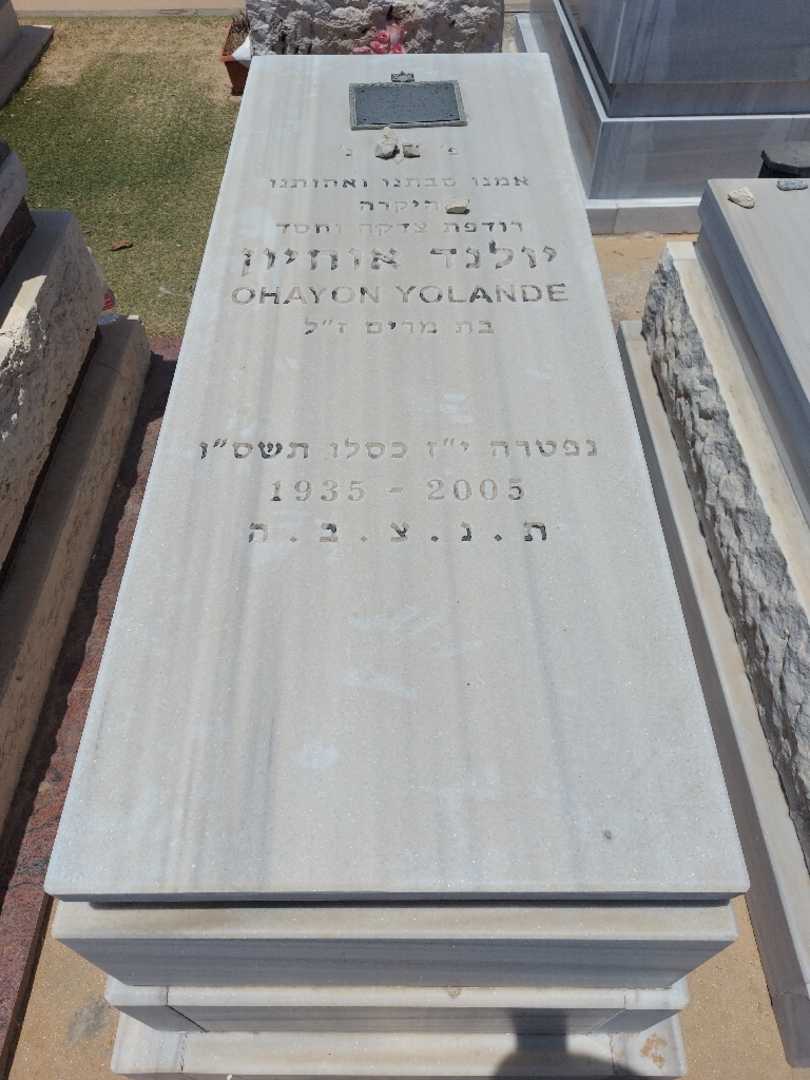 פ׳ נ׳
אמנו סבתנו ואחותנו
היקרה
רודפת צדקה וחסד
יולנד אוחיון
OHAYON YOLANDE
בת מרים ז״ל
נפטרה י״ז כסלו תשס״ו
1935 - 2005
ת . נ . צ . ב . ה